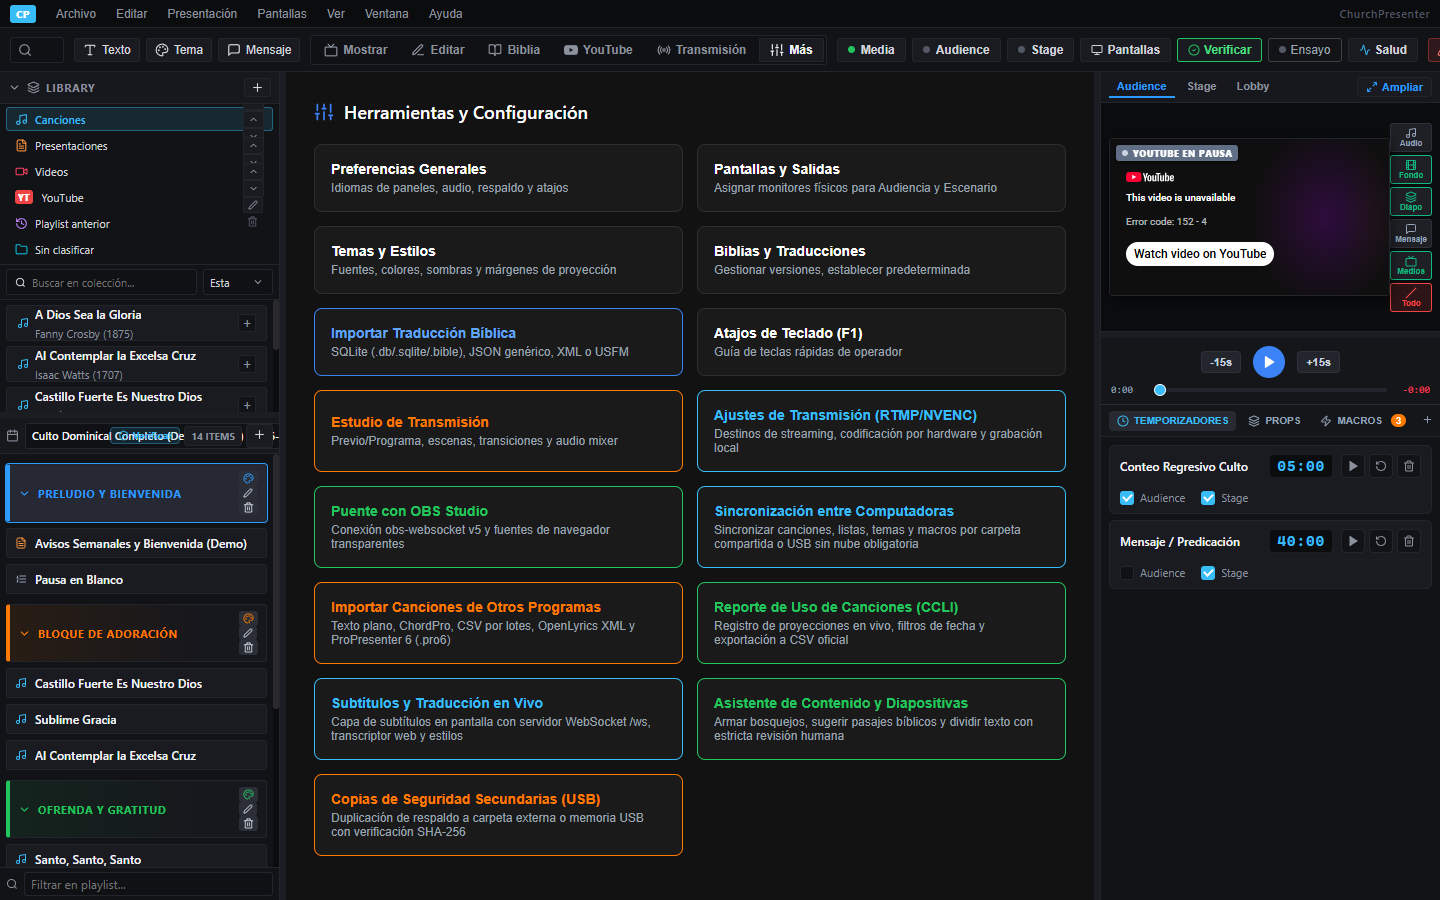 CP Archivo Editar Presentación Pantallas Ver Ventana Ayuda ChurchPresenter
Texto Tema Mensaje Mostrar Editar Biblia YouTube Transmisión Más Media Audience Stage Pantallas Verificar Ensayo Salud
LIBRARY
Canciones
Presentaciones
Videos
YT YouTube
Playlist anterior
Sin clasificar
Buscar en colección... Esta
A Dios Sea la Gloria
Fanny Crosby (1875)
Al Contemplar la Excelsa Cruz
Isaac Watts (1707)
Castillo Fuerte Es Nuestro Dios
Culto Dominical Completo (De 14 ITEMS
PRELUDIO Y BIENVENIDA
Avisos Semanales y Bienvenida (Demo)
Pausa en Blanco
BLOQUE DE ADORACIÓN
Castillo Fuerte Es Nuestro Dios
Sublime Gracia
Al Contemplar la Excelsa Cruz
OFRENDA Y GRATITUD
Santo, Santo, Santo
Filtrar en playlist...
Herramientas y Configuración
Preferencias Generales
Idiomas de paneles, audio, respaldo y atajos
Pantallas y Salidas
Asignar monitores físicos para Audiencia y Escenario
Temas y Estilos
Fuentes, colores, sombras y márgenes de proyección
Biblias y Traducciones
Gestionar versiones, establecer predeterminada
Importar Traducción Bíblica
SQLite (.db/.sqlite/.bible), JSON genérico, XML o USFM
Atajos de Teclado (F1)
Guía de teclas rápidas de operador
Estudio de Transmisión
Previo/Programa, escenas, transiciones y audio mixer
Ajustes de Transmisión (RTMP/NVENC)
Destinos de streaming, codificación por hardware y grabación
local
Puente con OBS Studio
Conexión obs-websocket v5 y fuentes de navegador
transparentes
Sincronización entre Computadoras
Sincronizar canciones, listas, temas y macros por carpeta
compartida o USB sin nube obligatoria
Importar Canciones de Otros Programas
Texto plano, ChordPro, CSV por lotes, OpenLyrics XML y
ProPresenter 6 (.pro6)
Reporte de Uso de Canciones (CCLI)
Registro de proyecciones en vivo, filtros de fecha y
exportación a CSV oficial
Subtítulos y Traducción en Vivo
Capa de subtítulos en pantalla con servidor WebSocket /ws,
transcriptor web y estilos
Asistente de Contenido y Diapositivas
Armar bosquejos, sugerir pasajes bíblicos y dividir texto con
estricta revisión humana
Copias de Seguridad Secundarias (USB)
Duplicación de respaldo a carpeta externa o memoria USB
con verificación SHA-256
Audience Stage Lobby Ampliar
YOUTUBE EN PAUSA
YouTube
This video is unavailable
Error code: 152 - 4
Watch video on YouTube
Audio
Fondo
Diapo
Mensaje
Medios
Todo
-15s +15s
0:00 -0:00
TEMPORIZADORES PROPS MACROS 3
Conteo Regresivo Culto 05:00
Audience Stage
Mensaje / Predicación 40:00
Audience Stage